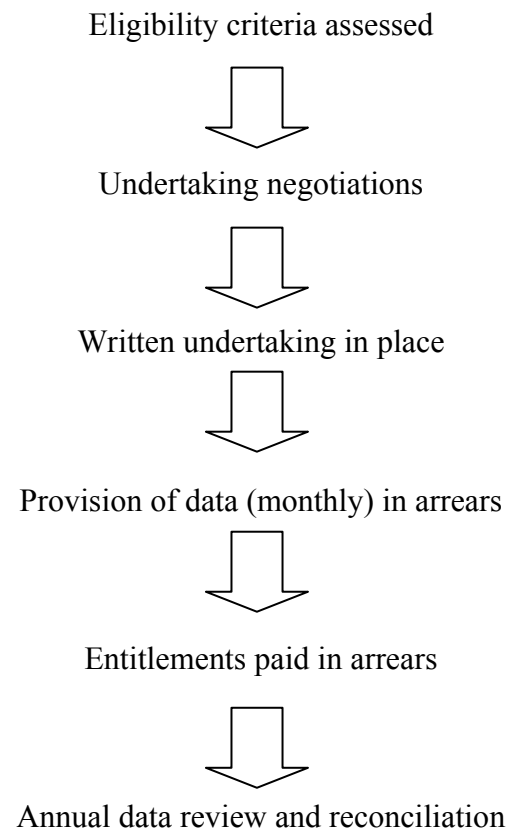 Eligibility criteria assessed
Undertaking negotiations
Written undertaking in place
Provision of data (monthly) in arrears
Entitlements paid in arrears
Annual data review and reconciliation